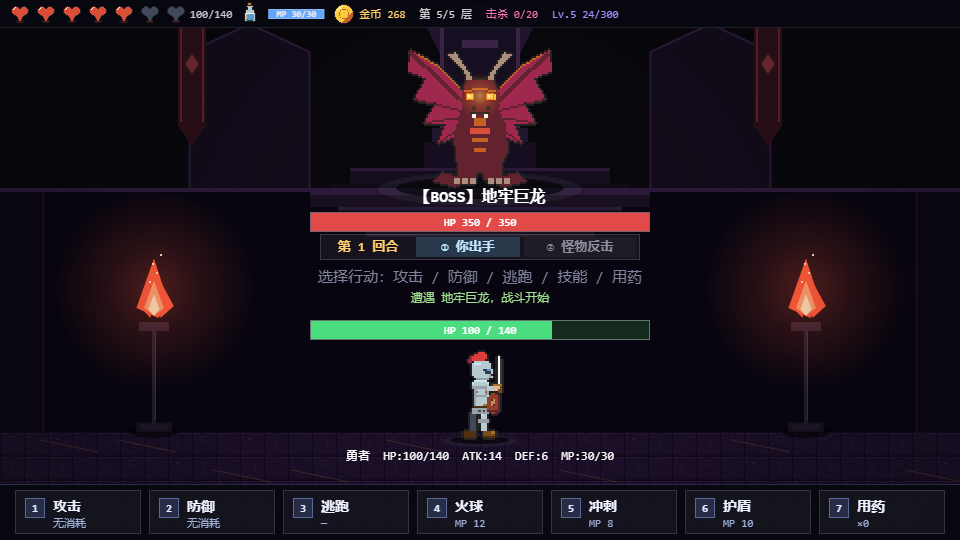 100/140 MP 30/30 金币 268 第 5/5 层 击杀 0/20 Lv.5 24/300
【BOSS】地牢巨龙
HP 350 / 350
第 1 回合 ① 你出手 ② 怪物反击
选择行动: 攻击 / 防御 / 逃跑 / 技能 / 用药
遭遇 地牢巨龙, 战斗开始
HP 100 / 140
勇者 HP:100/140 ATK:14 DEF:6 MP:30/30
1 攻击 无消耗
2 防御 无消耗
3 逃跑 —
4 火球 MP 12
5 冲刺 MP 8
6 护盾 MP 10
7 用药 ×0